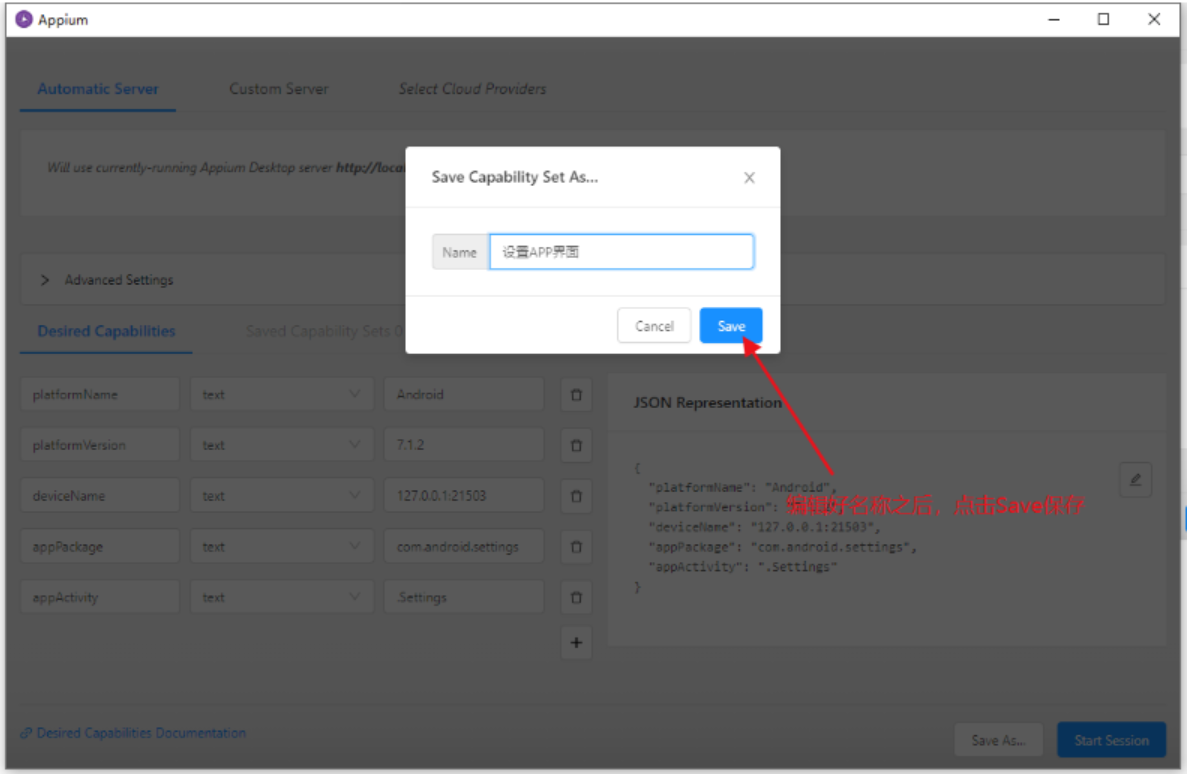 Appium
Automatic Server
Custom Server
Select Cloud Providers
Will use currently-running Appium Desktop server http://loca
Save Capability Set As...
Name
设置APP界面
Cancel
Save
Advanced Settings
Desired Capabilities
Saved Capability Sets 0
platformName
text
Android
platformVersion
text
7.1.2
deviceName
text
127.0.0.1:21503
appPackage
text
com.android.settings
appActivity
text
.Settings
JSON Representation
{
"platformName": "Android",
"platformVersion":
"deviceName": "127.0.0.1:21503",
"appPackage": "com.android.settings",
"appActivity": ".Settings"
}
编辑好名称之后，点击Save保存
Desired Capabilities Documentation
Save As...
Start Session